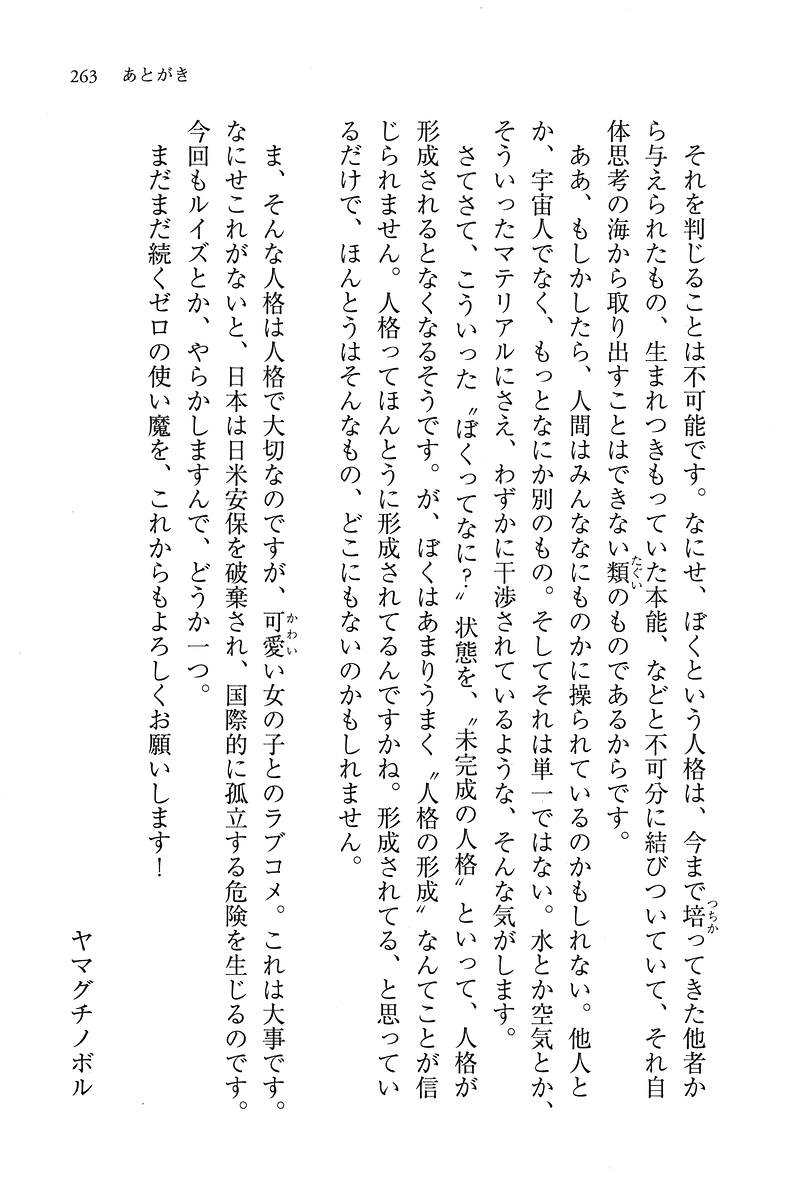 263 あとがき
それを判じることは不可能です。なにせ、ぼくという人格は、今まで培ってきた他者か
ら与えられたもの、生まれつきもっていた本能、などと不可分に結びついていて、それ自
体思考の海から取り出すことはできない類のものであるからです。
ああ、もしかしたら、人間はみんななにものかに操られているのかもしれない。他人と
か、宇宙人でなく、もっとなにか別のもの。そしてそれは単一ではない。水とか空気とか、
そういったマテリアルにさえ、わずかに干渉されているような、そんな気がします。
さてさて、こういった〝ぼくってなに?〟状態を、〝未完成の人格〟といって、人格が
形成されるとなくなるそうです。が、ぼくはあまりうまく〝人格の形成〟なんてことが信
じられません。人格ってほんとうに形成されてるんですかね。形成されてる、と思ってい
るだけで、ほんとうはそんなもの、どこにもないのかもしれません。
ま、そんな人格は人格で大切なのですが、可愛い女の子とのラブコメ。これは大事です。
なにせこれがないと、日本は日米安保を破棄され、国際的に孤立する危険を生じるのです。
今回もルイズとか、やらかしますんで、どうか一つ。
まだまだ続くゼロの使い魔を、これからもよろしくお願いします!
ヤマグチノボル
つちか
たぐい
かわい